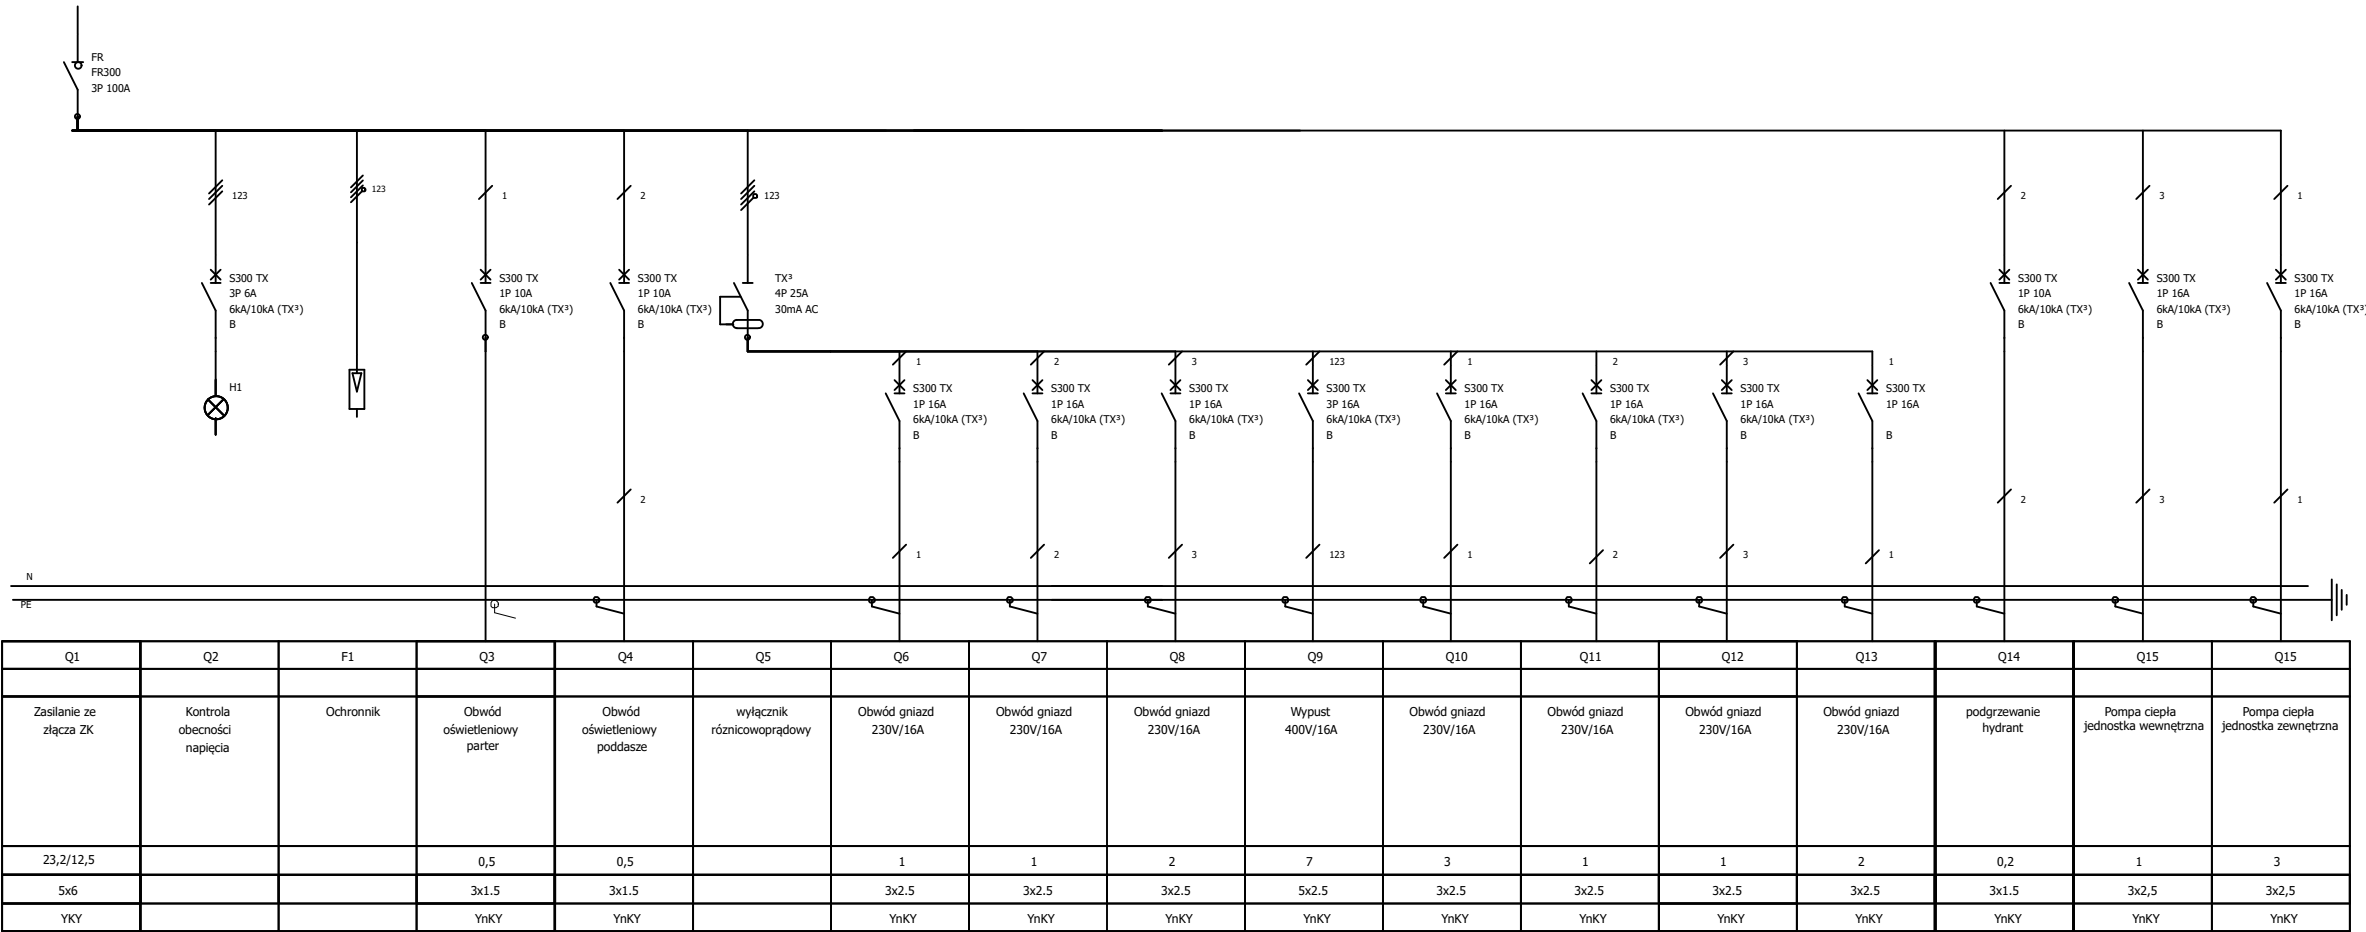 FR
FR300
3P 100A
123
123
1
2
123
2
3
1
S300 TX
3P 6A
6kA/10kA (TX³)
B
S300 TX
1P 10A
6kA/10kA (TX³)
B
S300 TX
1P 10A
6kA/10kA (TX³)
B
TX³
4P 25A
30mA AC
S300 TX
1P 10A
6kA/10kA (TX³)
B
S300 TX
1P 16A
6kA/10kA (TX³)
B
S300 TX
1P 16A
6kA/10kA (TX³)
B
H1
1
2
3
123
1
2
3
1
S300 TX
1P 16A
6kA/10kA (TX³)
B
S300 TX
1P 16A
6kA/10kA (TX³)
B
S300 TX
1P 16A
6kA/10kA (TX³)
B
S300 TX
3P 16A
6kA/10kA (TX³)
B
S300 TX
1P 16A
6kA/10kA (TX³)
B
S300 TX
1P 16A
6kA/10kA (TX³)
B
S300 TX
1P 16A
6kA/10kA (TX³)
B
S300 TX
1P 16A
B
2
2
3
1
1
2
3
123
1
2
3
1
N
PE
Q1 Q2 F1 Q3 Q4 Q5 Q6 Q7 Q8 Q9 Q10 Q11 Q12 Q13 Q14 Q15 Q15
Zasilanie ze
złącza ZK
Kontrola
obecności
napięcia
Ochronnik
Obwód
oświetleniowy
parter
Obwód
oświetleniowy
poddasze
wyłącznik
róznicowoprądowy
Obwód gniazd
230V/16A
Obwód gniazd
230V/16A
Obwód gniazd
230V/16A
Wypust
400V/16A
Obwód gniazd
230V/16A
Obwód gniazd
230V/16A
Obwód gniazd
230V/16A
Obwód gniazd
230V/16A
podgrzewanie
hydrant
Pompa ciepła
jednostka wewnętrzna
Pompa ciepła
jednostka zewnętrzna
23,2/12,5 0,5 0,5 1 1 2 7 3 1 1 2 0,2 1 3
5x6 3x1.5 3x1.5 3x2.5 3x2.5 3x2.5 5x2.5 3x2.5 3x2.5 3x2.5 3x2.5 3x1.5 3x2,5 3x2,5
YKY YnKY YnKY YnKY YnKY YnKY YnKY YnKY YnKY YnKY YnKY YnKY YnKY YnKY